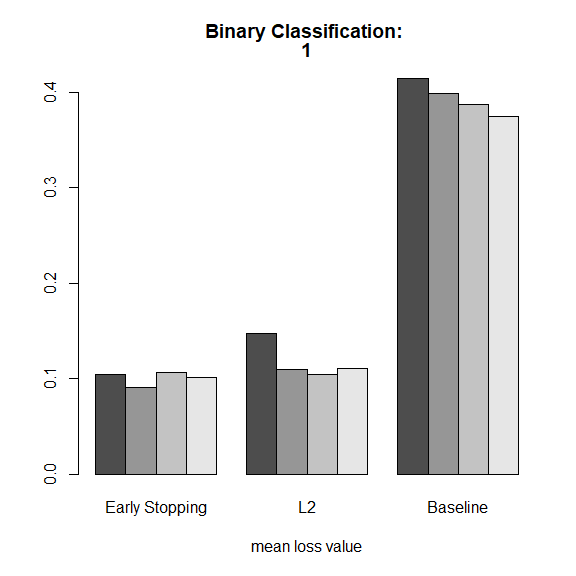 Binary Classification:
1
0.4
0.3
0.2
0.1
0.0
Early Stopping
L2
Baseline
mean loss value